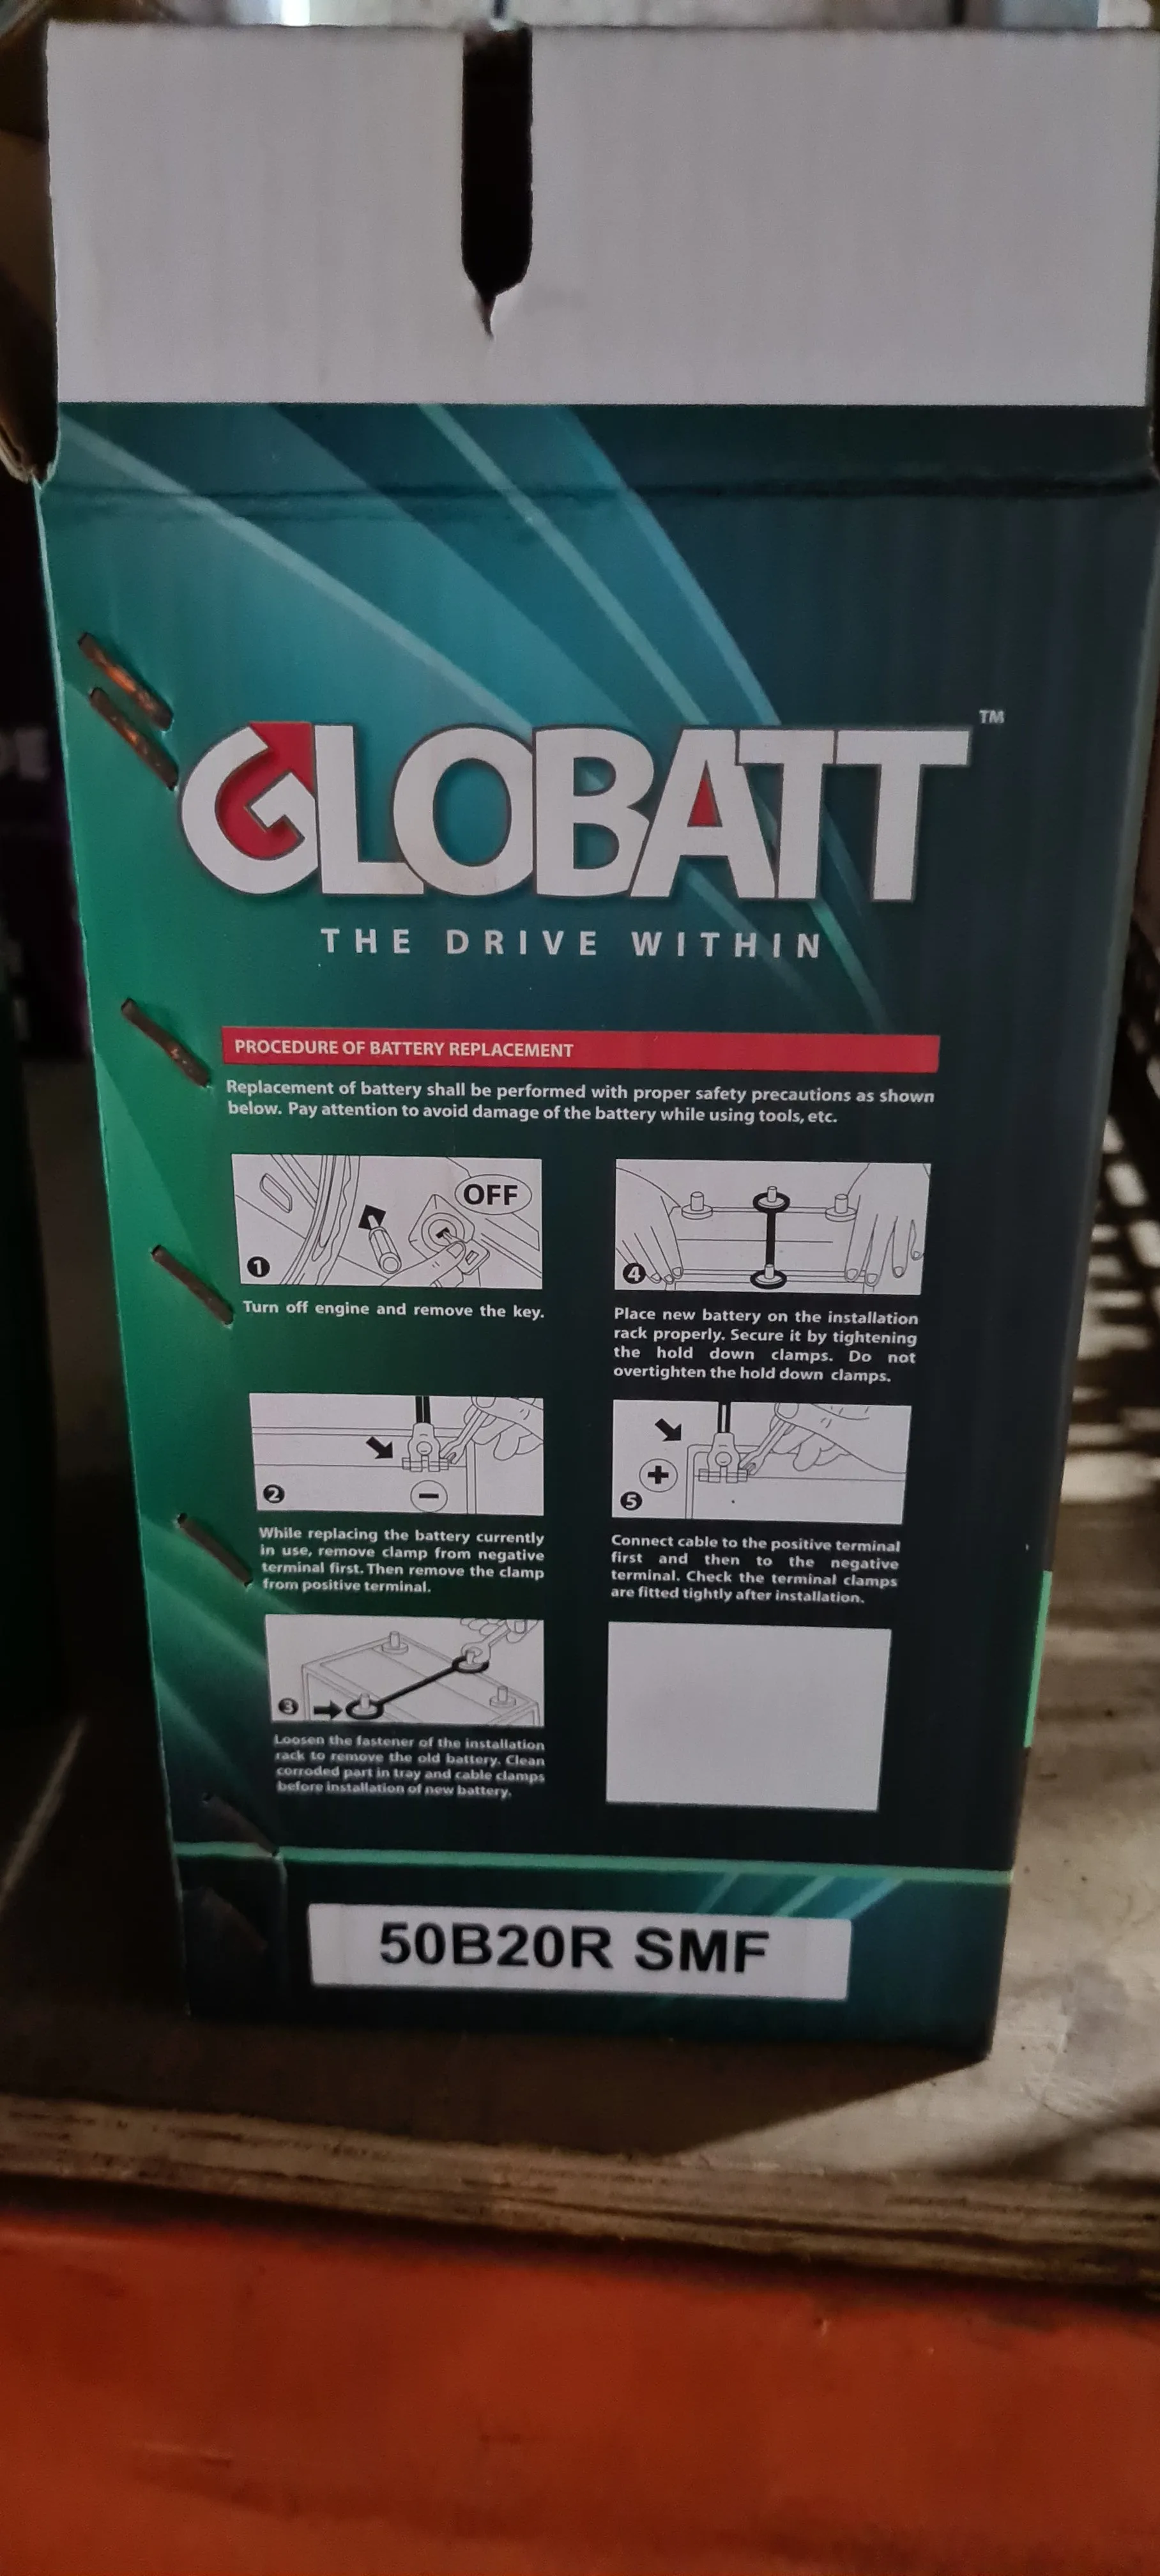 GLOBATT™
THE DRIVE WITHIN
PROCEDURE OF BATTERY REPLACEMENT
Replacement of battery shall be performed with proper safety precautions as shown
below. Pay attention to avoid damage of the battery while using tools, etc.
OFF
1
Turn off engine and remove the key.
2
−
While replacing the battery currently
in use, remove clamp from negative
terminal first. Then remove the clamp
from positive terminal.
3
Loosen the fastener of the installation
rack to remove the old battery. Clean
corroded part in tray and cable clamps
before installation of new battery.
4
Place new battery on the installation
rack properly. Secure it by tightening
the hold down clamps. Do not
overtighten the hold down clamps.
+
5
Connect cable to the positive terminal
first and then to the negative
terminal. Check the terminal clamps
are fitted tightly after installation.
50B20R SMF